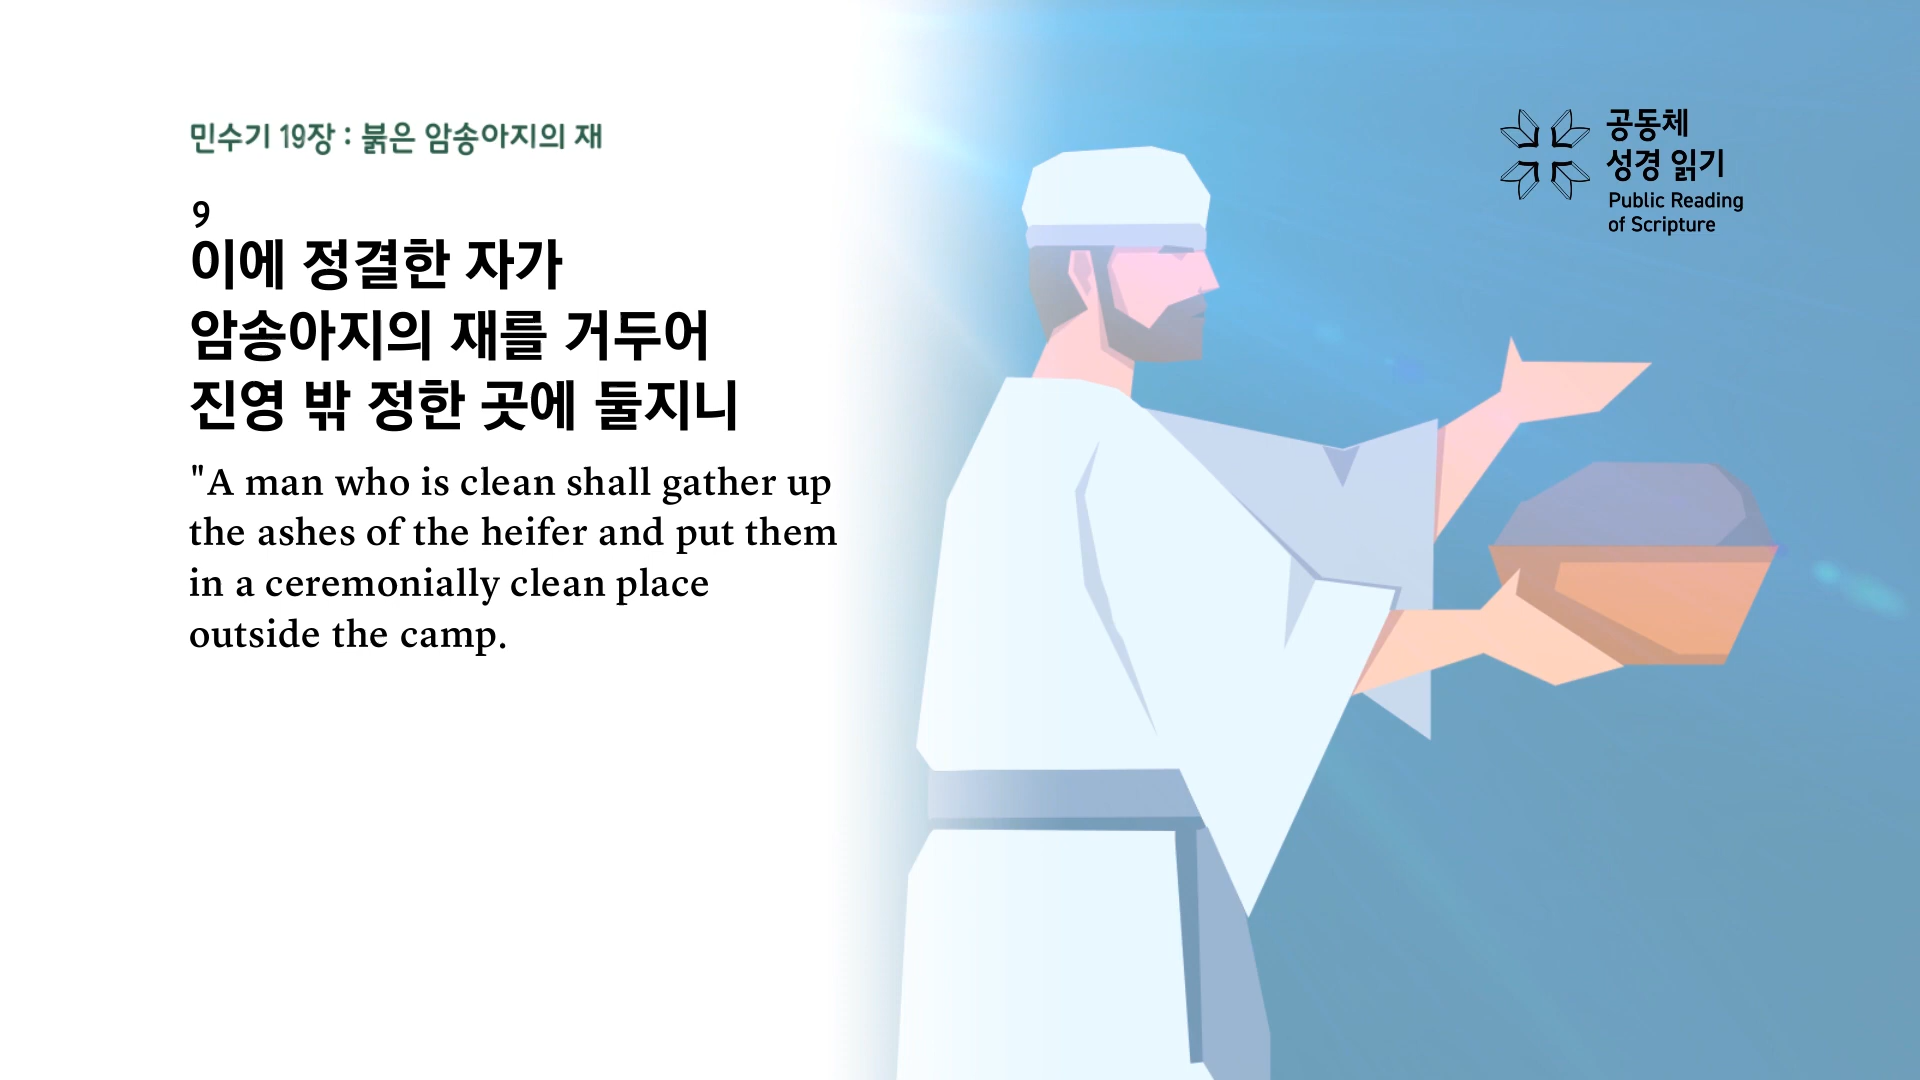 민수기 19장 : 붉은 암송아지의 재
9
이에 정결한 자가
암송아지의 재를 거두어
진영 밖 정한 곳에 둘지니
"A man who is clean shall gather up
the ashes of the heifer and put them
in a ceremonially clean place
outside the camp.
공동체
성경 읽기
Public Reading
of Scripture